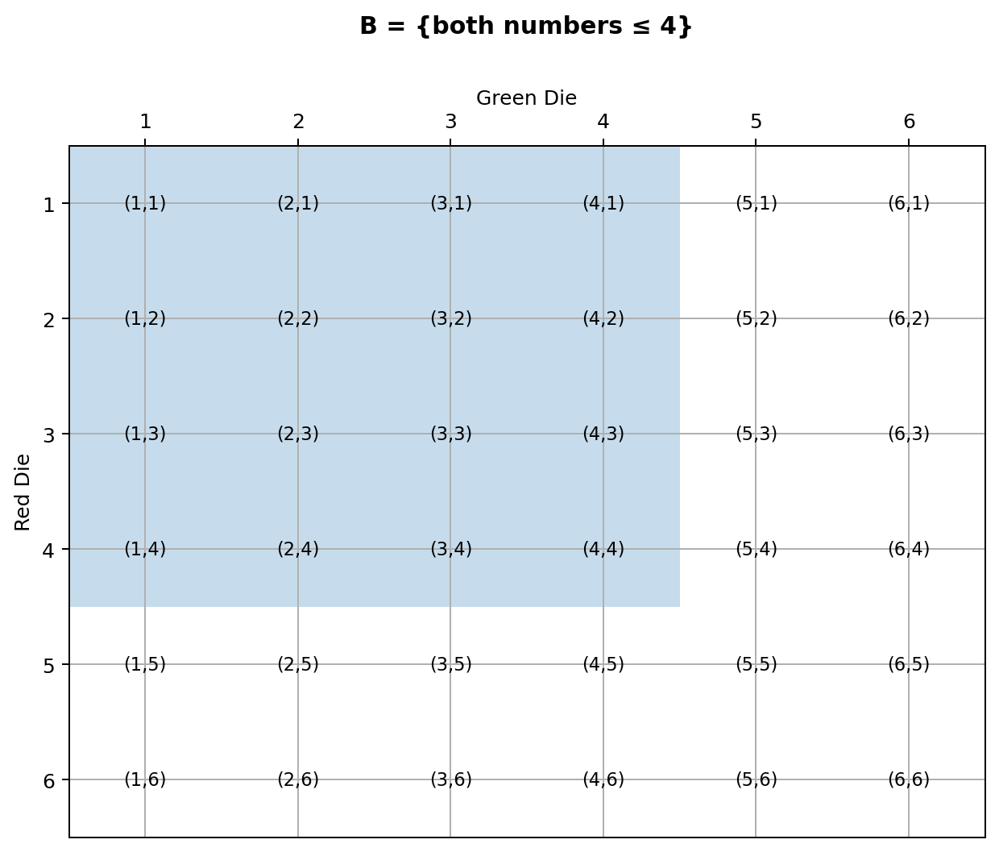 B = {both numbers ≤ 4}
Green Die
1 2 3 4 5 6
Red Die
1 (1,1) (2,1) (3,1) (4,1) (5,1) (6,1)
2 (1,2) (2,2) (3,2) (4,2) (5,2) (6,2)
3 (1,3) (2,3) (3,3) (4,3) (5,3) (6,3)
4 (1,4) (2,4) (3,4) (4,4) (5,4) (6,4)
5 (1,5) (2,5) (3,5) (4,5) (5,5) (6,5)
6 (1,6) (2,6) (3,6) (4,6) (5,6) (6,6)